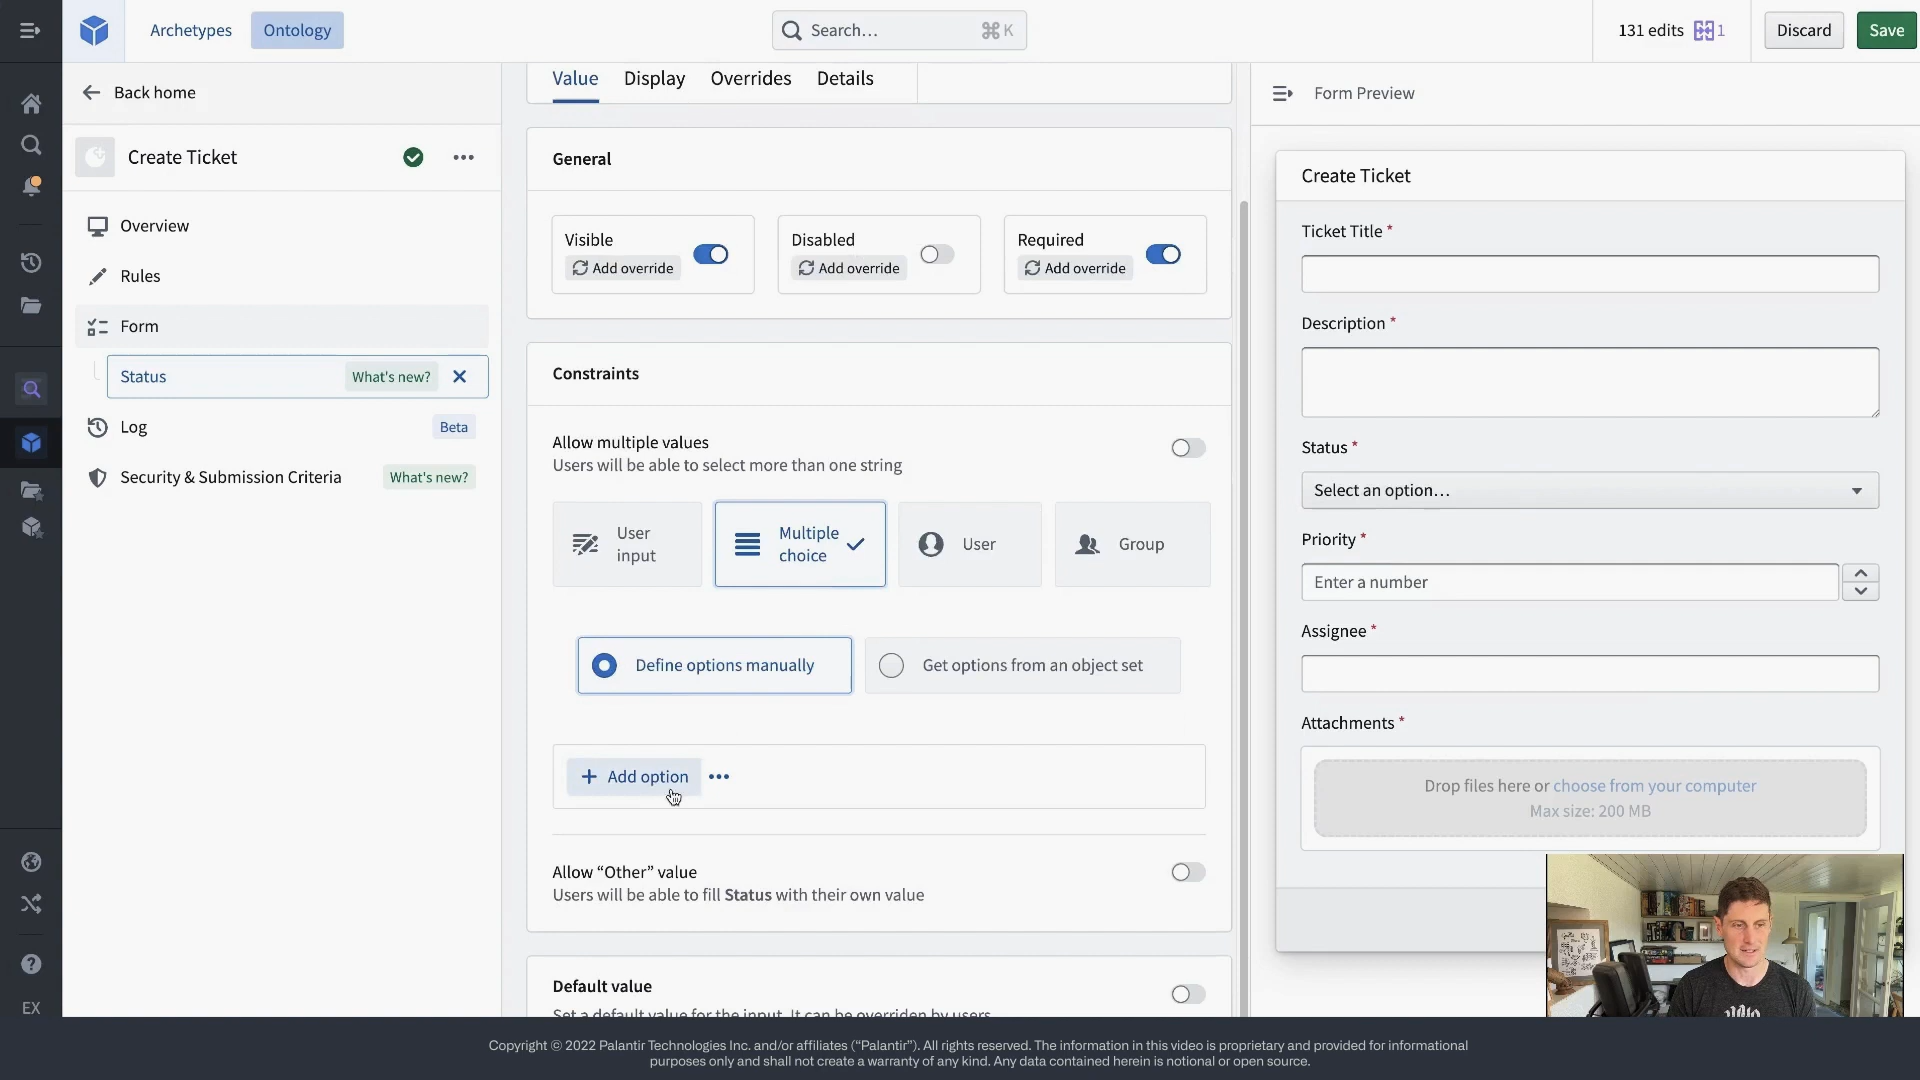 Archetypes
Ontology
Search…
⌘K
131 edits
1
Discard
Save
Back home
Create Ticket
Overview
Rules
Form
Status
What's new?
Log
Beta
Security & Submission Criteria
What's new?
EX
Value
Display
Overrides
Details
General
Visible
Add override
Disabled
Add override
Required
Add override
Constraints
Allow multiple values
Users will be able to select more than one string
User
input
Multiple
choice
User
Group
Define options manually
Get options from an object set
Add option
Allow “Other” value
Users will be able to fill Status with their own value
Default value
Set a default value for the input. It can be overriden by users
Form Preview
Create Ticket
Ticket Title *
Description *
Status *
Select an option…
Priority *
Enter a number
Assignee *
Attachments *
Drop files here or choose from your computer
Max size: 200 MB
Copyright © 2022 Palantir Technologies Inc. and/or affiliates (“Palantir”). All rights reserved. The information in this video is proprietary and provided for informational
purposes only and shall not create a warranty of any kind. Any data contained herein is notional or open source.